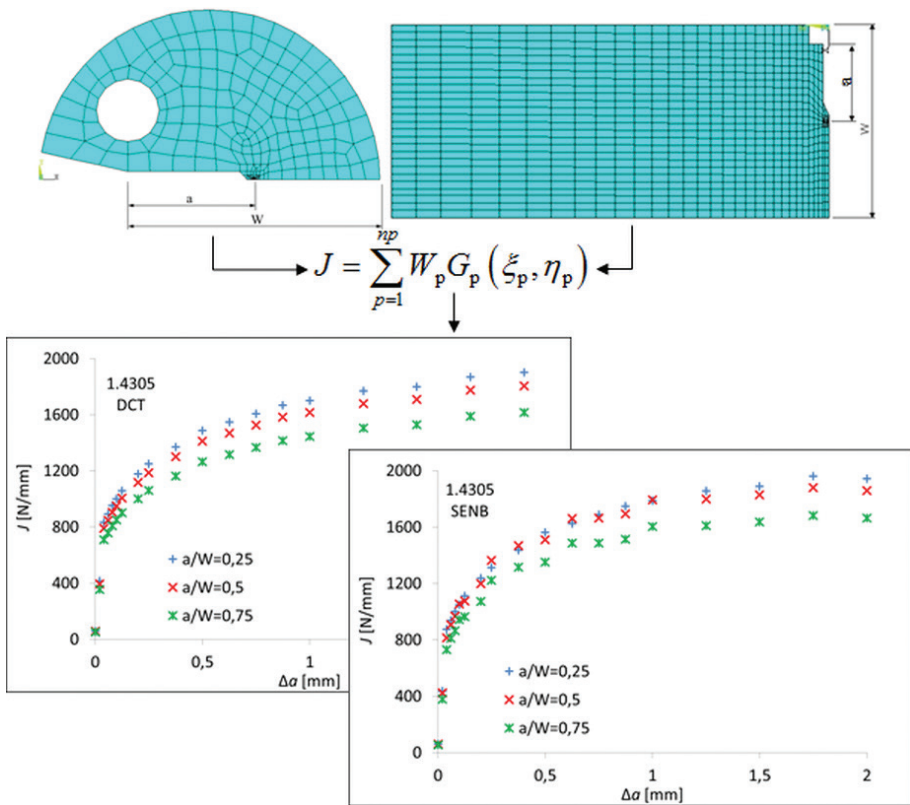 a
W
a
W
J = \sum_{p=1}^{np} W_p G_p (ξ_p, η_p)
2000
1600
1200
800
400
0
J [N/mm]
1.4305
DCT
a/W=0,25
a/W=0,5
a/W=0,75
0
0,5
1
Δa [mm]
2000
1600
1200
800
400
0
J [N/mm]
1.4305
SENB
a/W=0,25
a/W=0,5
a/W=0,75
0
0,5
1
1,5
2
Δa [mm]